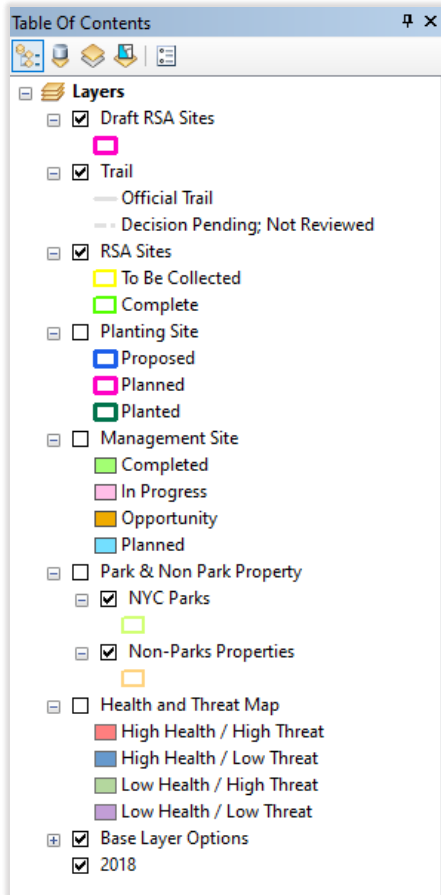 Table Of Contents
Layers
Draft RSA Sites
Trail
Official Trail
Decision Pending; Not Reviewed
RSA Sites
To Be Collected
Complete
Planting Site
Proposed
Planned
Planted
Management Site
Completed
In Progress
Opportunity
Planned
Park & Non Park Property
NYC Parks
Non-Parks Properties
Health and Threat Map
High Health / High Threat
High Health / Low Threat
Low Health / High Threat
Low Health / Low Threat
Base Layer Options
2018